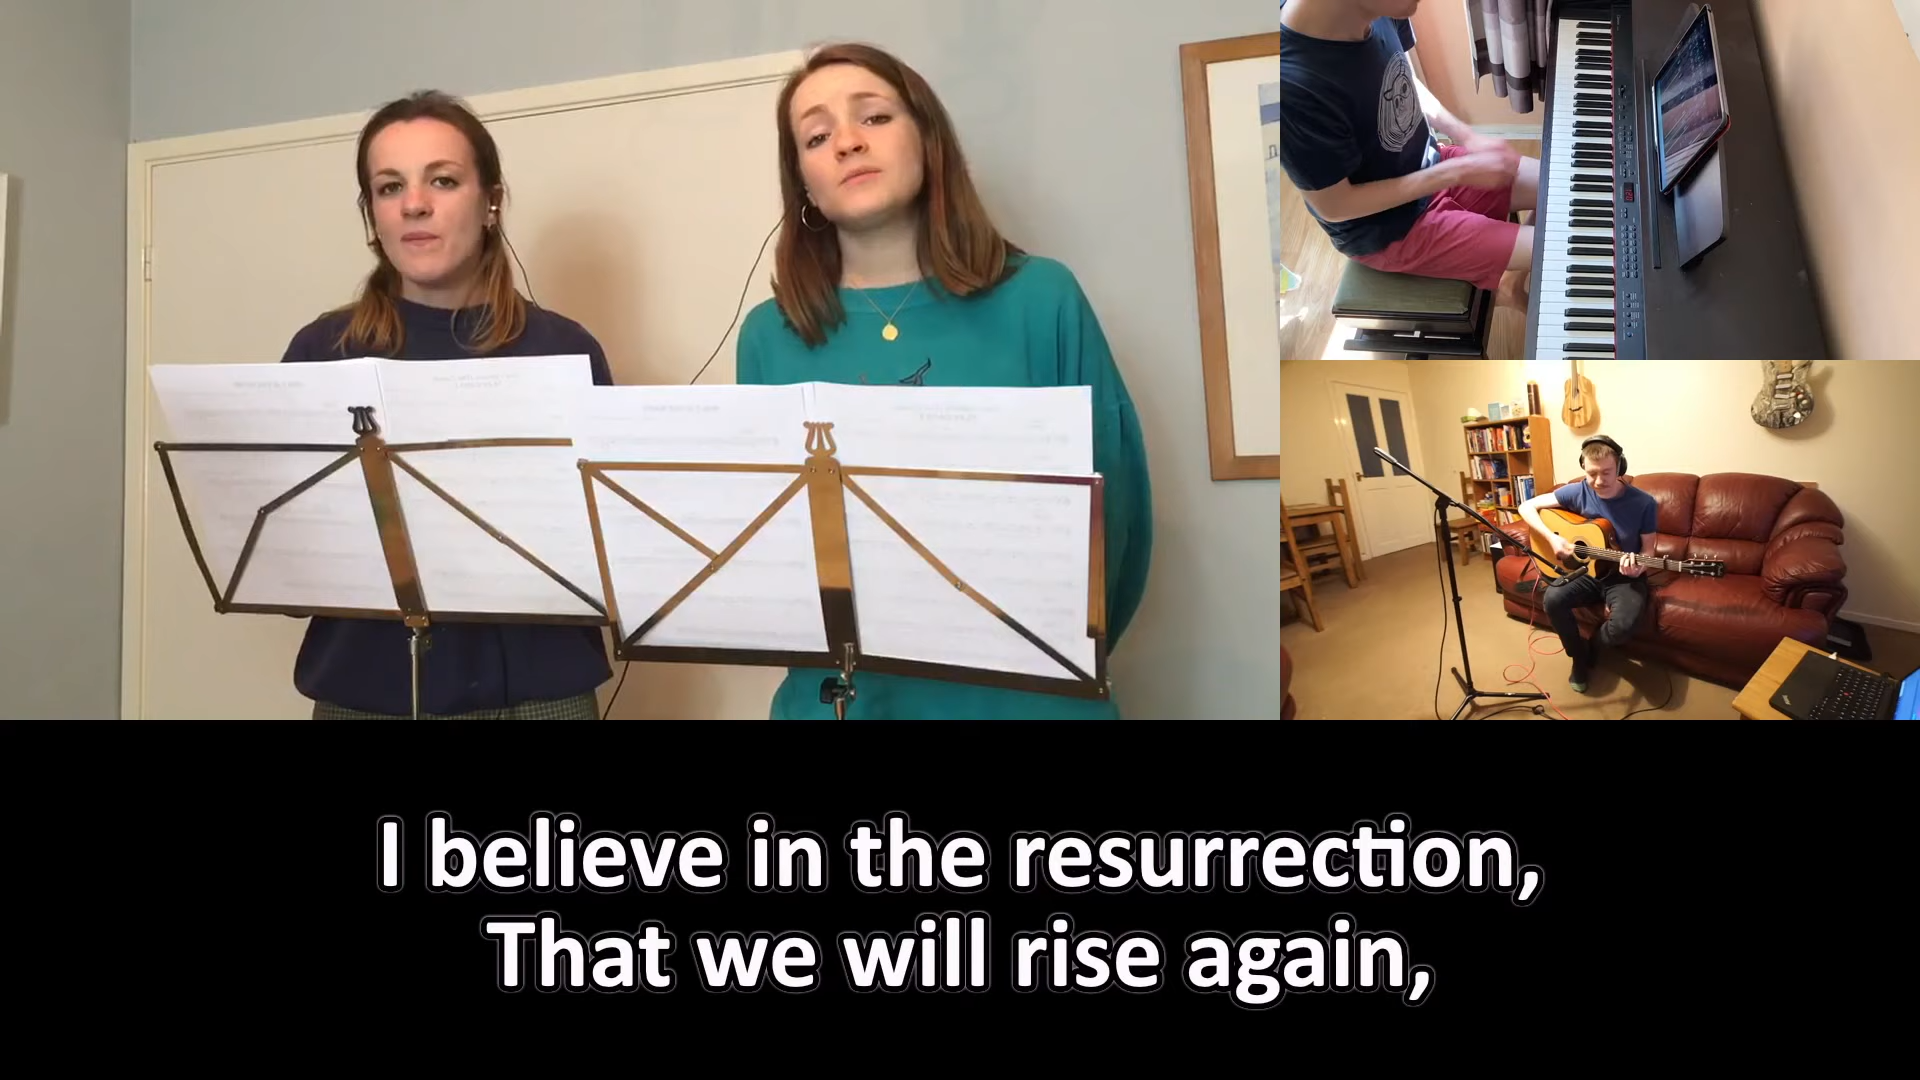 I believe in the resurrection,
That we will rise again,